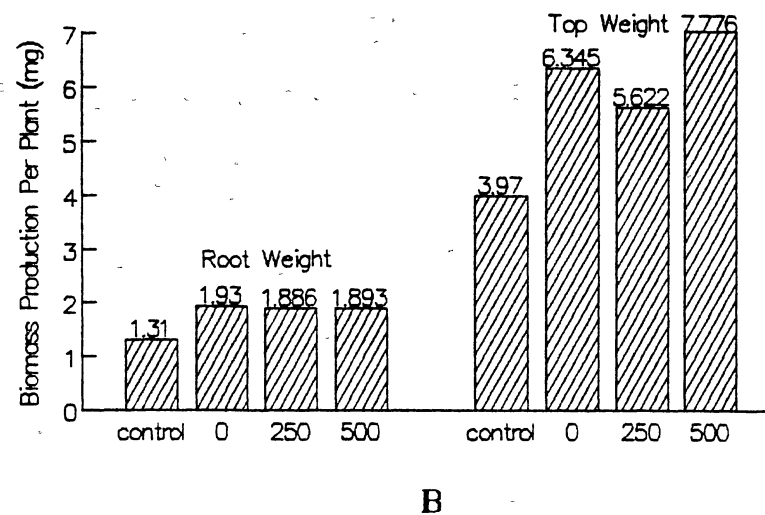 Biomass Production Per Plant (mg)
7
6
5
4
3
2
1
0
Root Weight
1.31
1.93
1.886
1.893
Top Weight
3.97
6.345
5.622
7.776
control 0 250 500
control 0 250 500
B